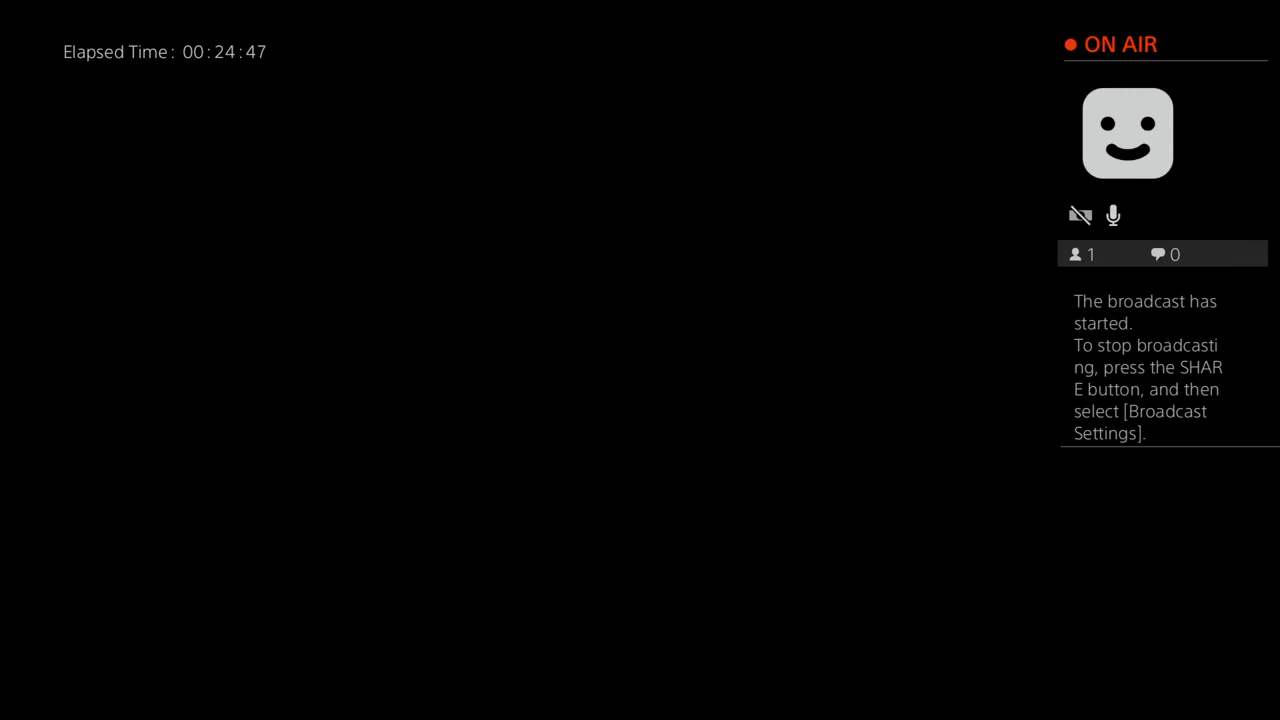 Elapsed Time: 00:24:47
ON AIR
1
0
The broadcast has
started.
To stop broadcasti
ng, press the SHAR
E button, and then
select [Broadcast
Settings].